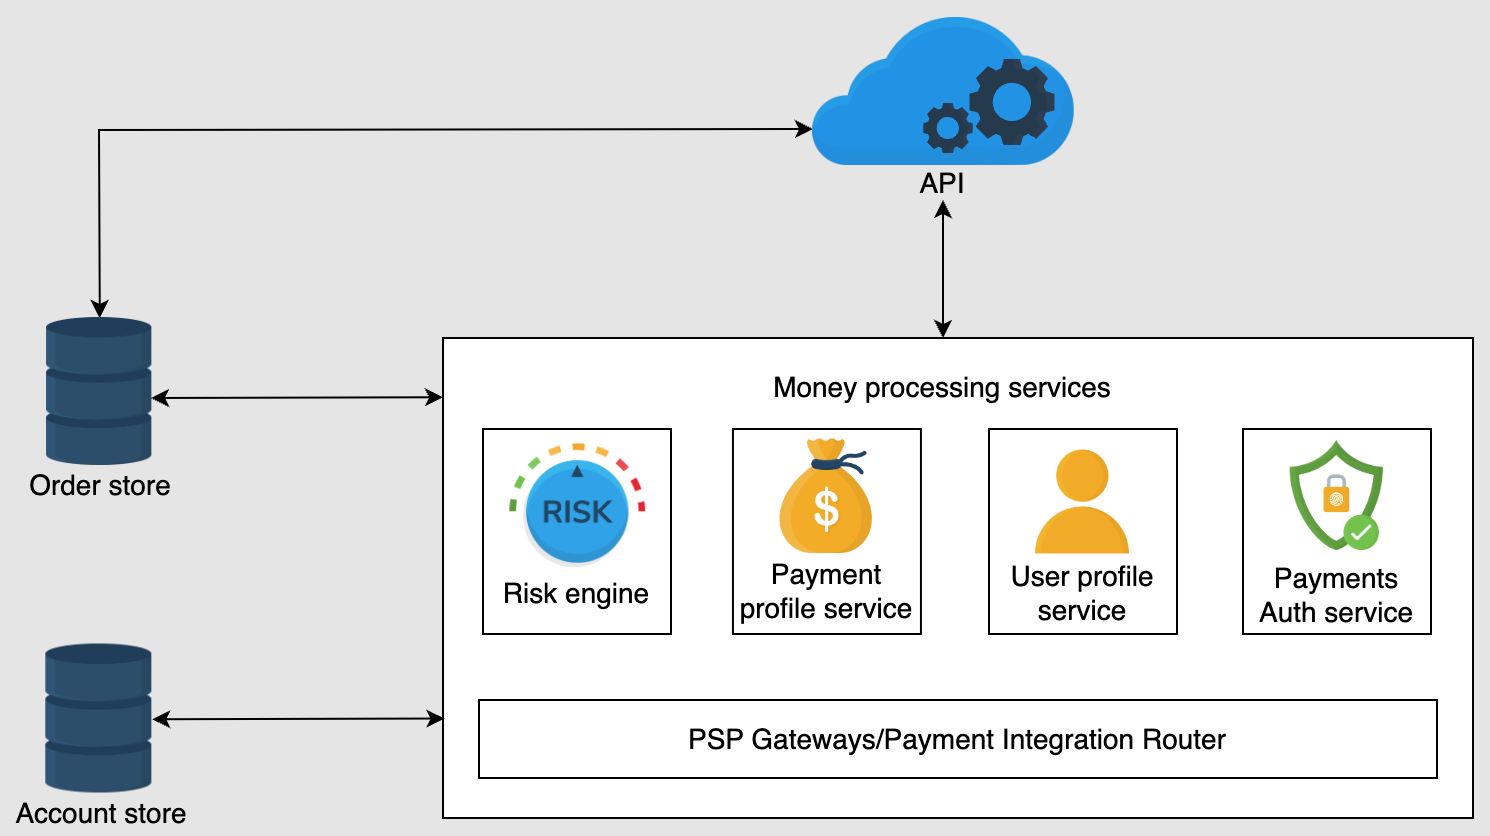 API
Order store
Account store
Money processing services
RISK
Risk engine
$
Payment
profile service
User profile
service
Payments
Auth service
PSP Gateways/Payment Integration Router